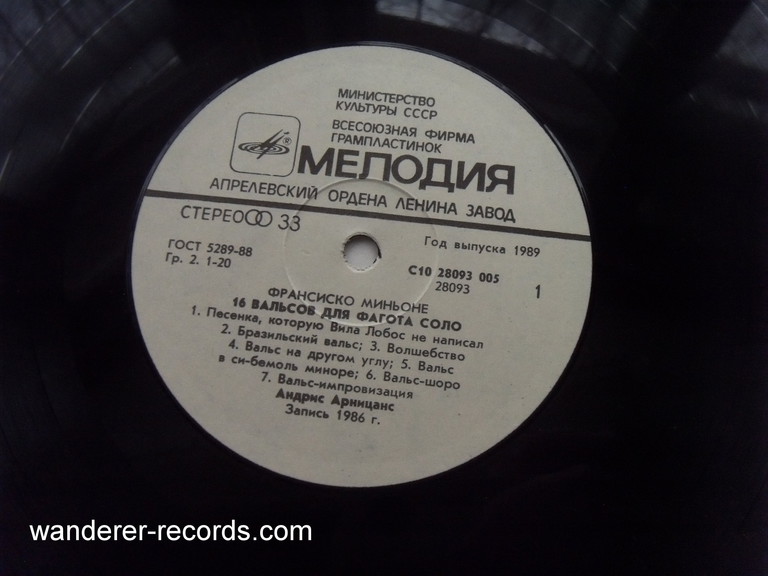 МИНИСТЕРСТВО
КУЛЬТУРЫ СССР
ВСЕСОЮЗНАЯ ФИРМА
ГРАМПЛАСТИНОК
® МЕЛОДИЯ
АПРЕЛЕВСКИЙ ОРДЕНА ЛЕНИНА ЗАВОД
СТЕРЕО 33
Год выпуска 1989
ГОСТ 5289-88
Гр. 2. 1-20
С10 28093 005
28093
1
ФРАНСИСКО МИНЬОНЕ
16 ВАЛЬСОВ ДЛЯ ФАГОТА СОЛО
1. Песенка, которую Вила Лобос не написал
2. Бразильский вальс; 3. Волшебство
4. Вальс на другом углу; 5. Вальс
в си-бемоль миноре; 6. Вальс-шоро
7. Вальс-импровизация
Андрис Арницанс
Запись 1986 г.
wanderer-records.com